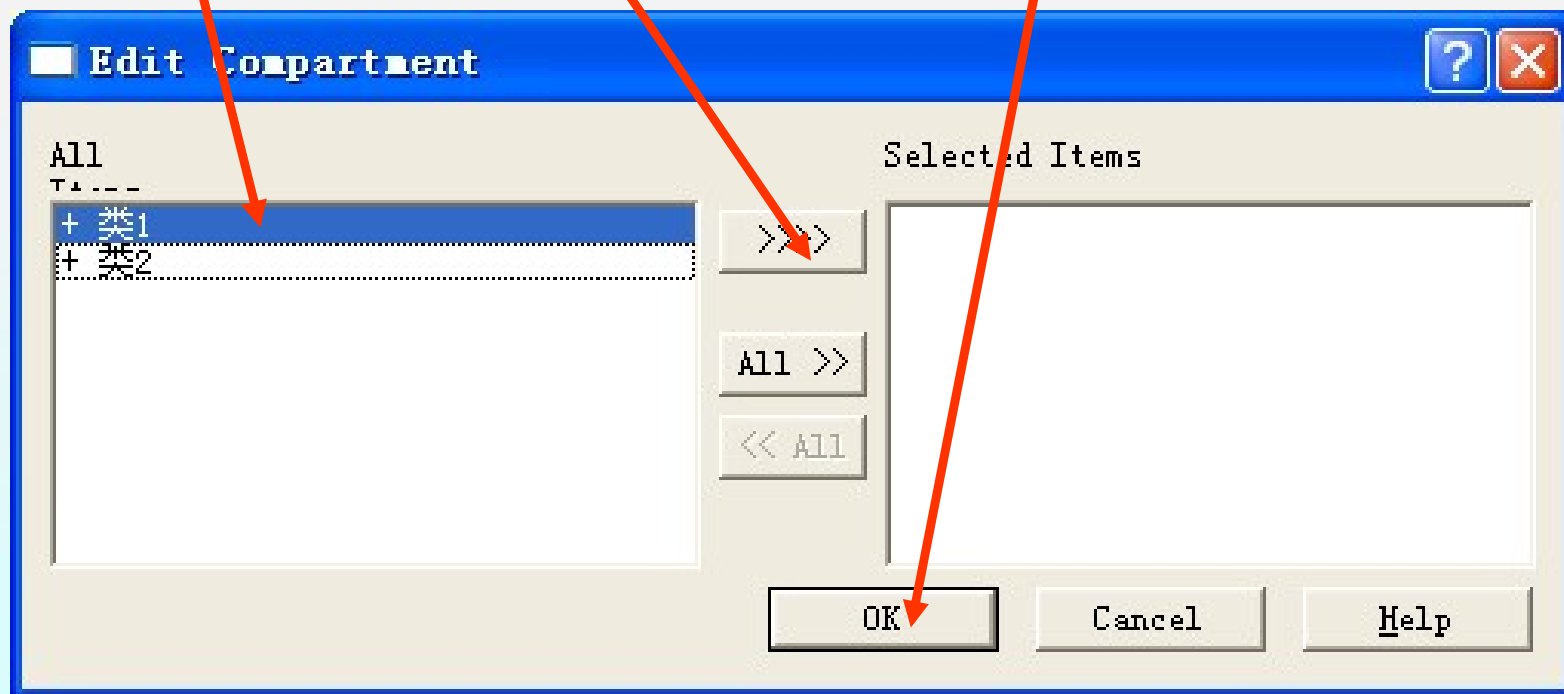 Edit Compartment
All
Selected Items
+ 类1
+ 类2
>>>>
All >>
<< All
OK
Cancel
Help